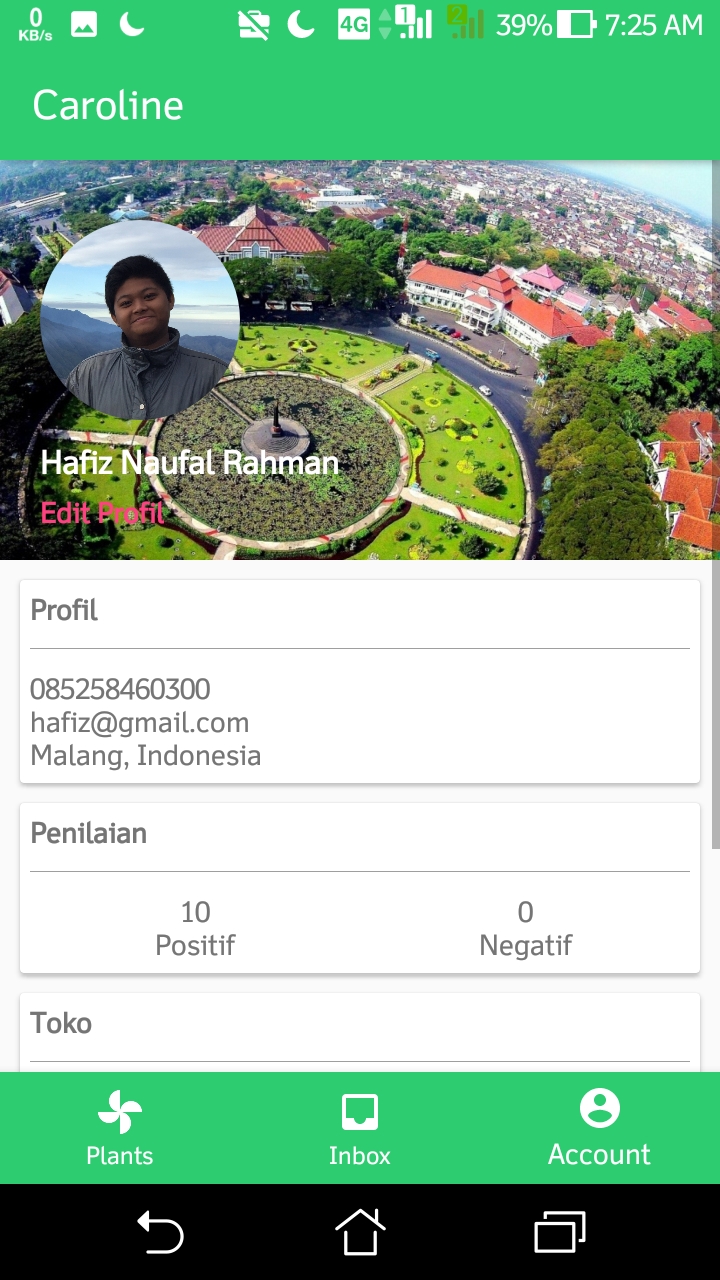 0
KB/s
4G
1
2
39%
7:25 AM
Caroline
Hafiz Naufal Rahman
Edit Profil
Profil
085258460300
hafiz@gmail.com
Malang, Indonesia
Penilaian
10 0
Positif Negatif
Toko
Plants Inbox Account